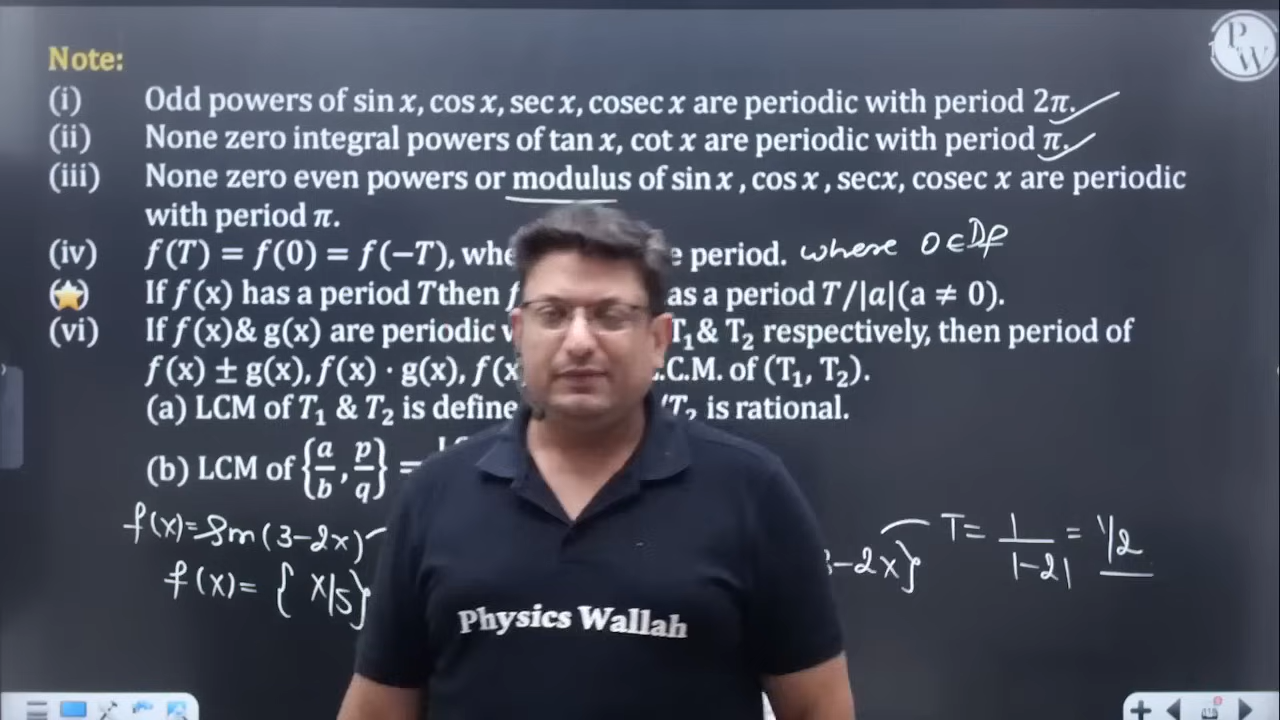 PW
Note:
(i) Odd powers of sin x, cos x, sec x, cosec x are periodic with period 2π.
(ii) None zero integral powers of tan x, cot x are periodic with period π.
(iii) None zero even powers or modulus of sin x , cos x , secx, cosec x are periodic
with period π.
(iv) f(T) = f(0) = f(−T), whe e period. where 0 ∈ Df
If f(x) has a period T then f as a period T/|a|(a ≠ 0).
(vi) If f(x)& g(x) are periodic T₁& T₂ respectively, then period of
f(x) ± g(x), f(x) · g(x), f(x .C.M. of (T₁, T₂).
(a) LCM of T₁ & T₂ is define /T₂ is rational.
(b) LCM of {a/b, p/q} =
f(x)= Sin(3-2x) 3-2x} T= 1/|-2| = 1/2
f(x)= { x/5}
Physics Wallah